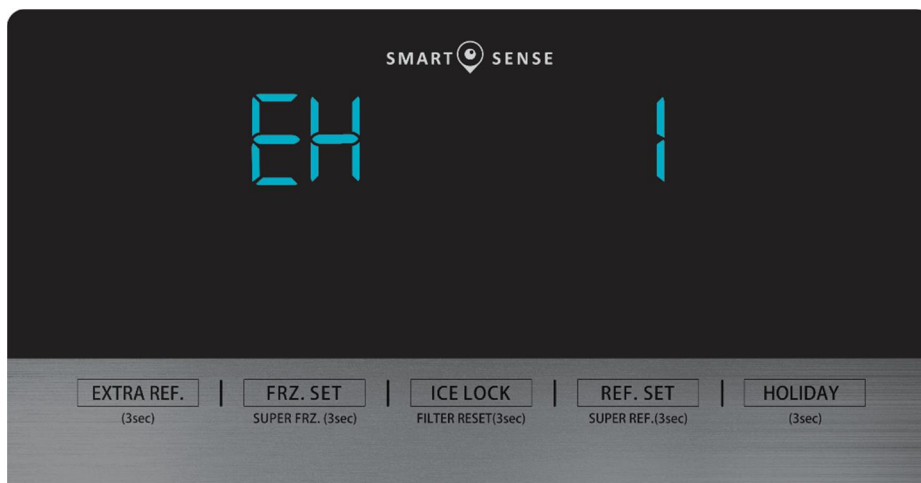 SMART SENSE
EH 1
EXTRA REF. FRZ. SET ICE LOCK REF. SET HOLIDAY
(3sec) SUPER FRZ. (3sec) FILTER RESET(3sec) SUPER REF.(3sec) (3sec)